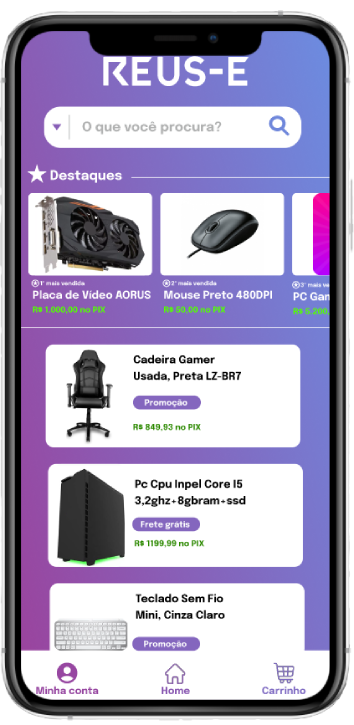 REUS-E
O que você procura?
Destaques
1° mais vendida
Placa de Vídeo AORUS
R$ 1.000,00 no PIX
2° mais vendida
Mouse Preto 480DPI
R$ 50,00 no PIX
3° mais
PC Gam
R$ 5.200,
Cadeira Gamer
Usada, Preta LZ-BR7
Promoção
R$ 849,93 no PIX
Pc Cpu Inpel Core I5
3,2ghz+8gbram+ssd
Frete grátis
R$ 1199,99 no PIX
Teclado Sem Fio
Mini, Cinza Claro
Promoção
Minha conta
Home
Carrinho